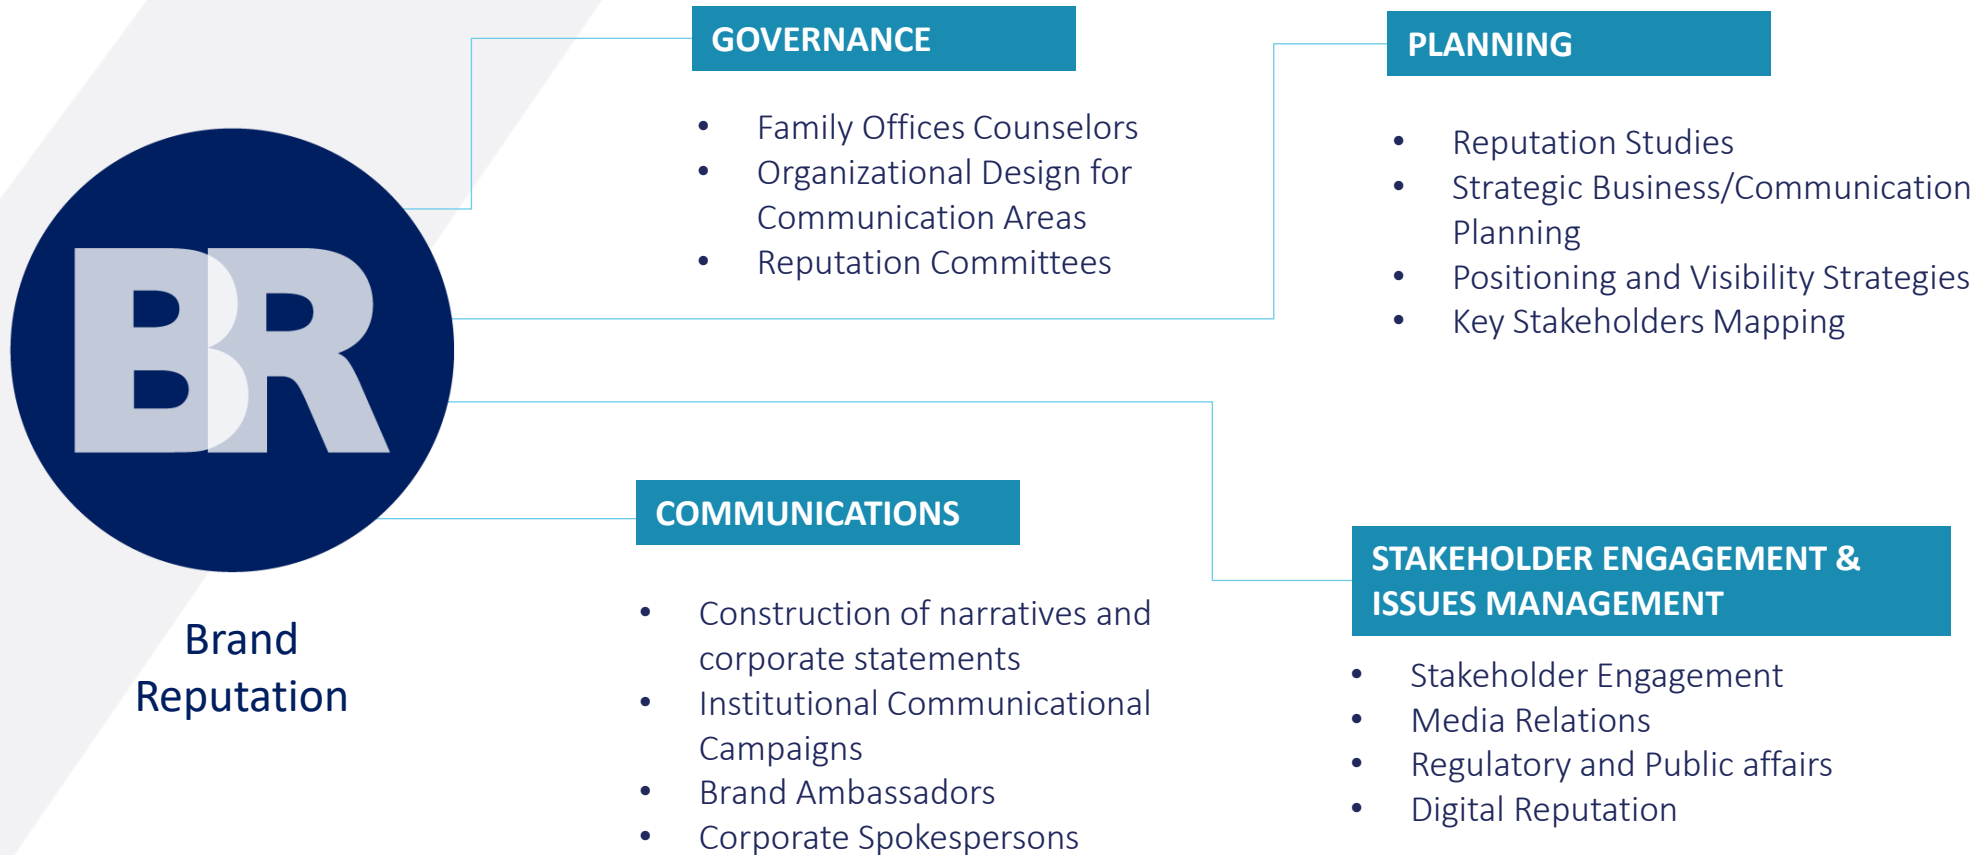 BR
Brand
Reputation
GOVERNANCE
• Family Offices Counselors
• Organizational Design for
Communication Areas
• Reputation Committees
PLANNING
• Reputation Studies
• Strategic Business/Communication
Planning
• Positioning and Visibility Strategies
• Key Stakeholders Mapping
COMMUNICATIONS
• Construction of narratives and
corporate statements
• Institutional Communicational
Campaigns
• Brand Ambassadors
• Corporate Spokespersons
STAKEHOLDER ENGAGEMENT &
ISSUES MANAGEMENT
• Stakeholder Engagement
• Media Relations
• Regulatory and Public affairs
• Digital Reputation